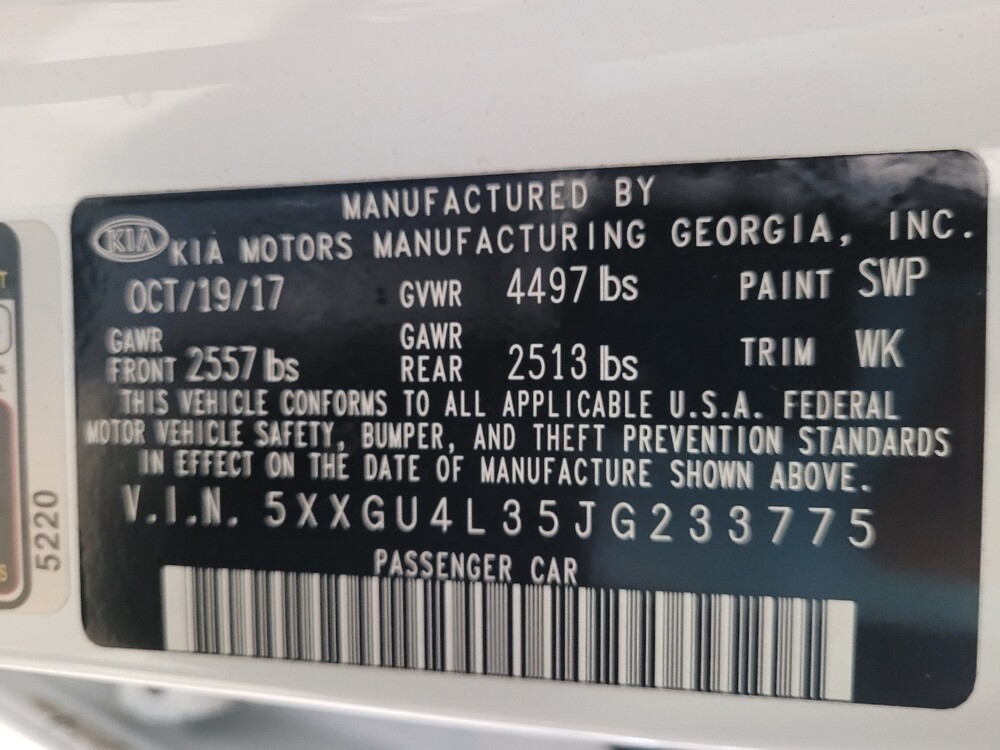 MANUFACTURED BY
KIA KIA MOTORS MANUFACTURING GEORGIA, INC.
OCT/19/17 GVWR 4497 lbs PAINT SWP
GAWR FRONT 2557 lbs GAWR REAR 2513 lbs TRIM WK
THIS VEHICLE CONFORMS TO ALL APPLICABLE U.S.A. FEDERAL
MOTOR VEHICLE SAFETY, BUMPER, AND THEFT PREVENTION STANDARDS
IN EFFECT ON THE DATE OF MANUFACTURE SHOWN ABOVE.
V.I.N. 5XXGU4L35JG233775
PASSENGER CAR
5220